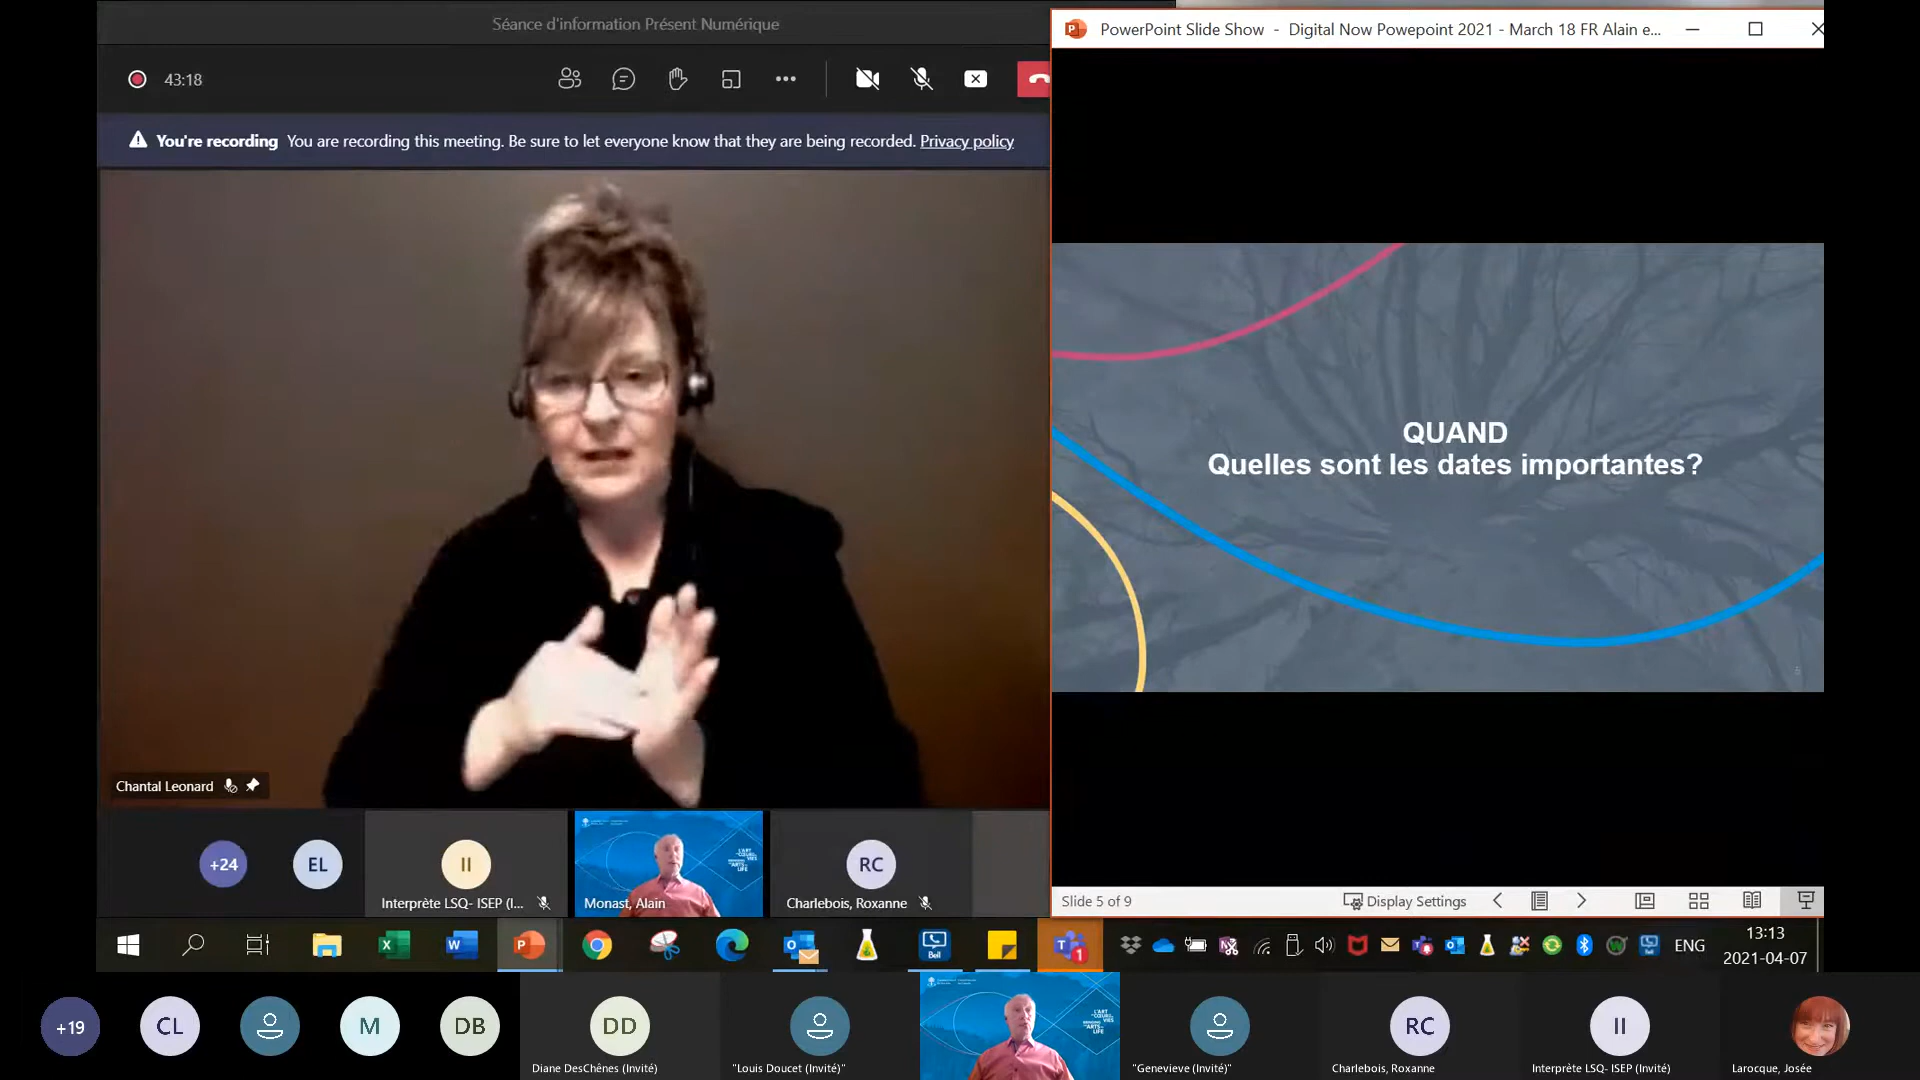 Séance d'information Présent Numérique
43:18
You're recording You are recording this meeting. Be sure to let everyone know that they are being recorded. Privacy policy
Chantal Leonard
+24
EL
II
Interprète LSQ- ISEP (I...
Monast, Alain
RC
Charlebois, Roxanne
PowerPoint Slide Show - Digital Now Powepoint 2021 - March 18 FR Alain e...
QUAND
Quelles sont les dates importantes?
Slide 5 of 9
Display Settings
Bell
1
ENG
13:13
2021-04-07
+19
CL
M
DB
DD
Diane DesChênes (Invité)
"Louis Doucet (Invité)"
"Genevieve (Invité)"
RC
Charlebois, Roxanne
II
Interprète LSQ- ISEP (Invité)
Larocque, Josée